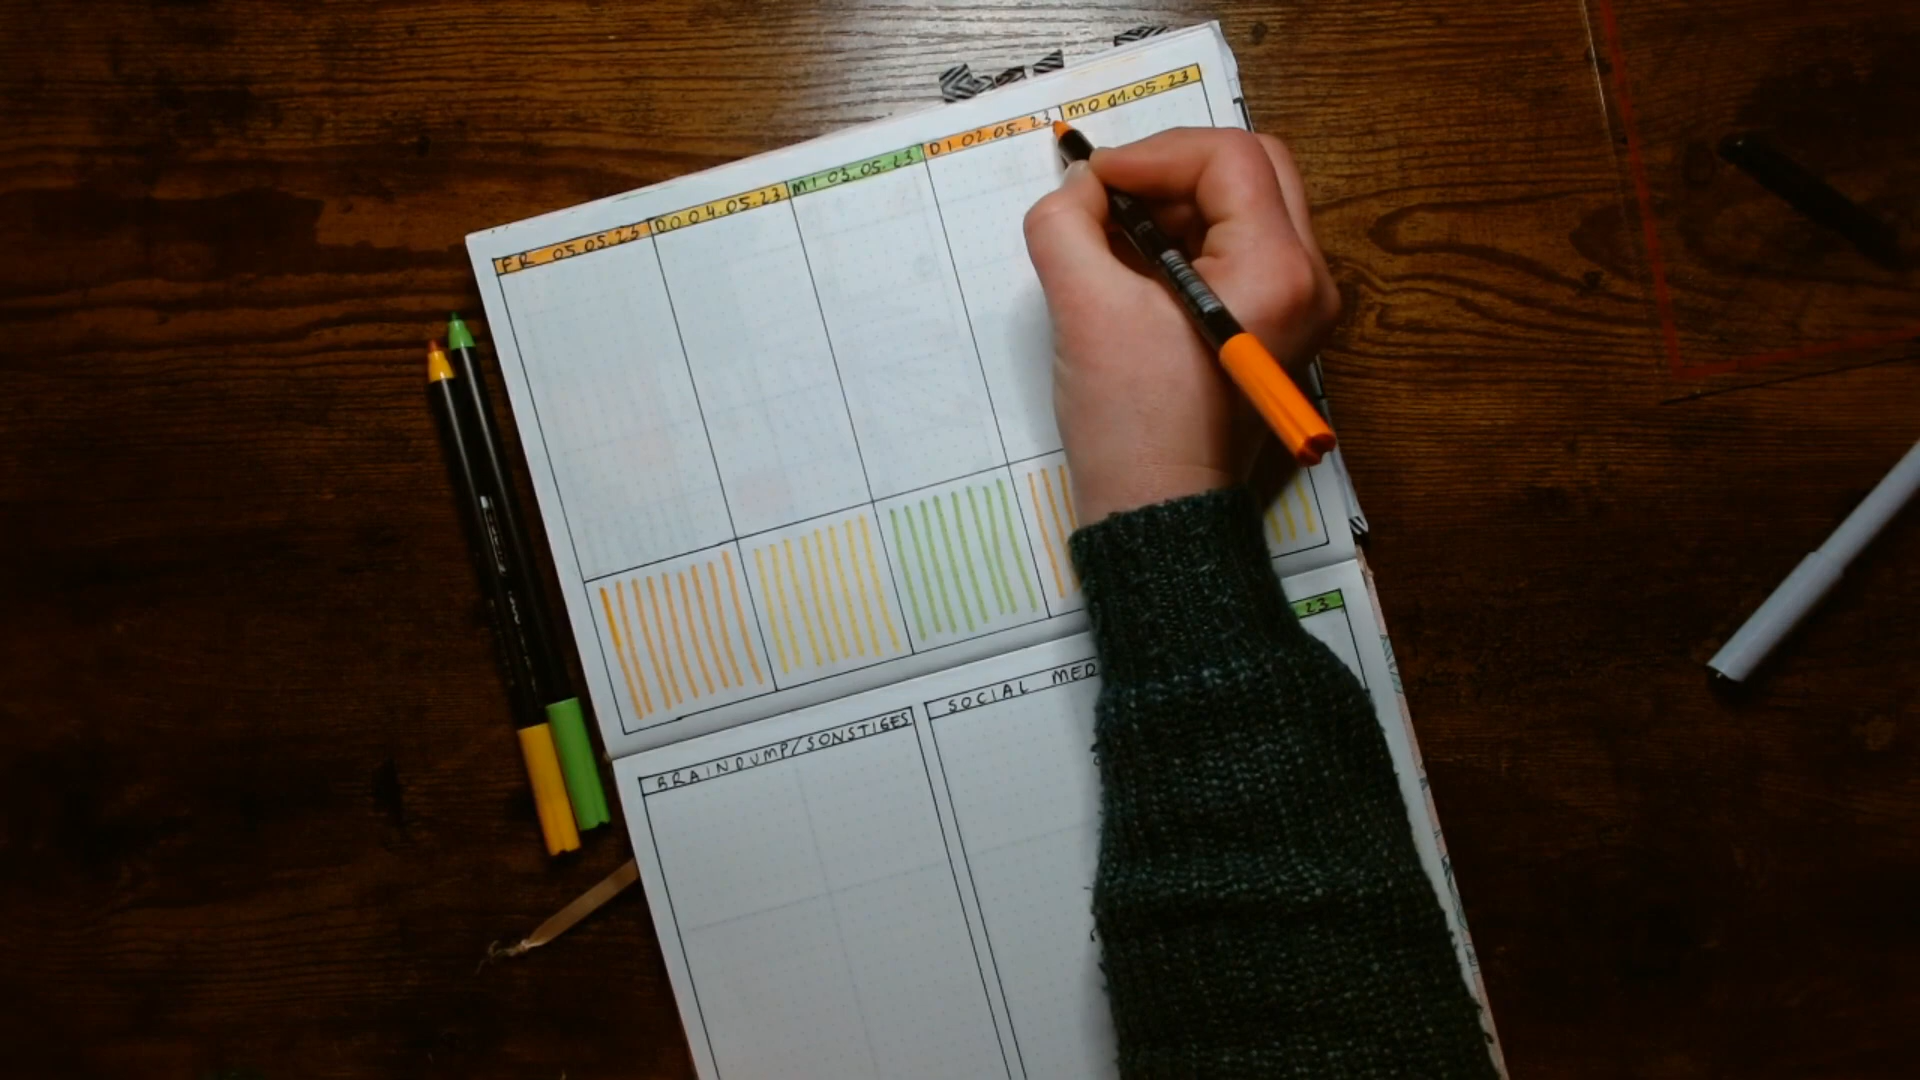 FR 05.05.23
DO 04.05.23
MI 03.05.23
DI 02.05.23
MO 01.05.23
23
BRAINDUMP/SONSTIGES
SOCIAL MED